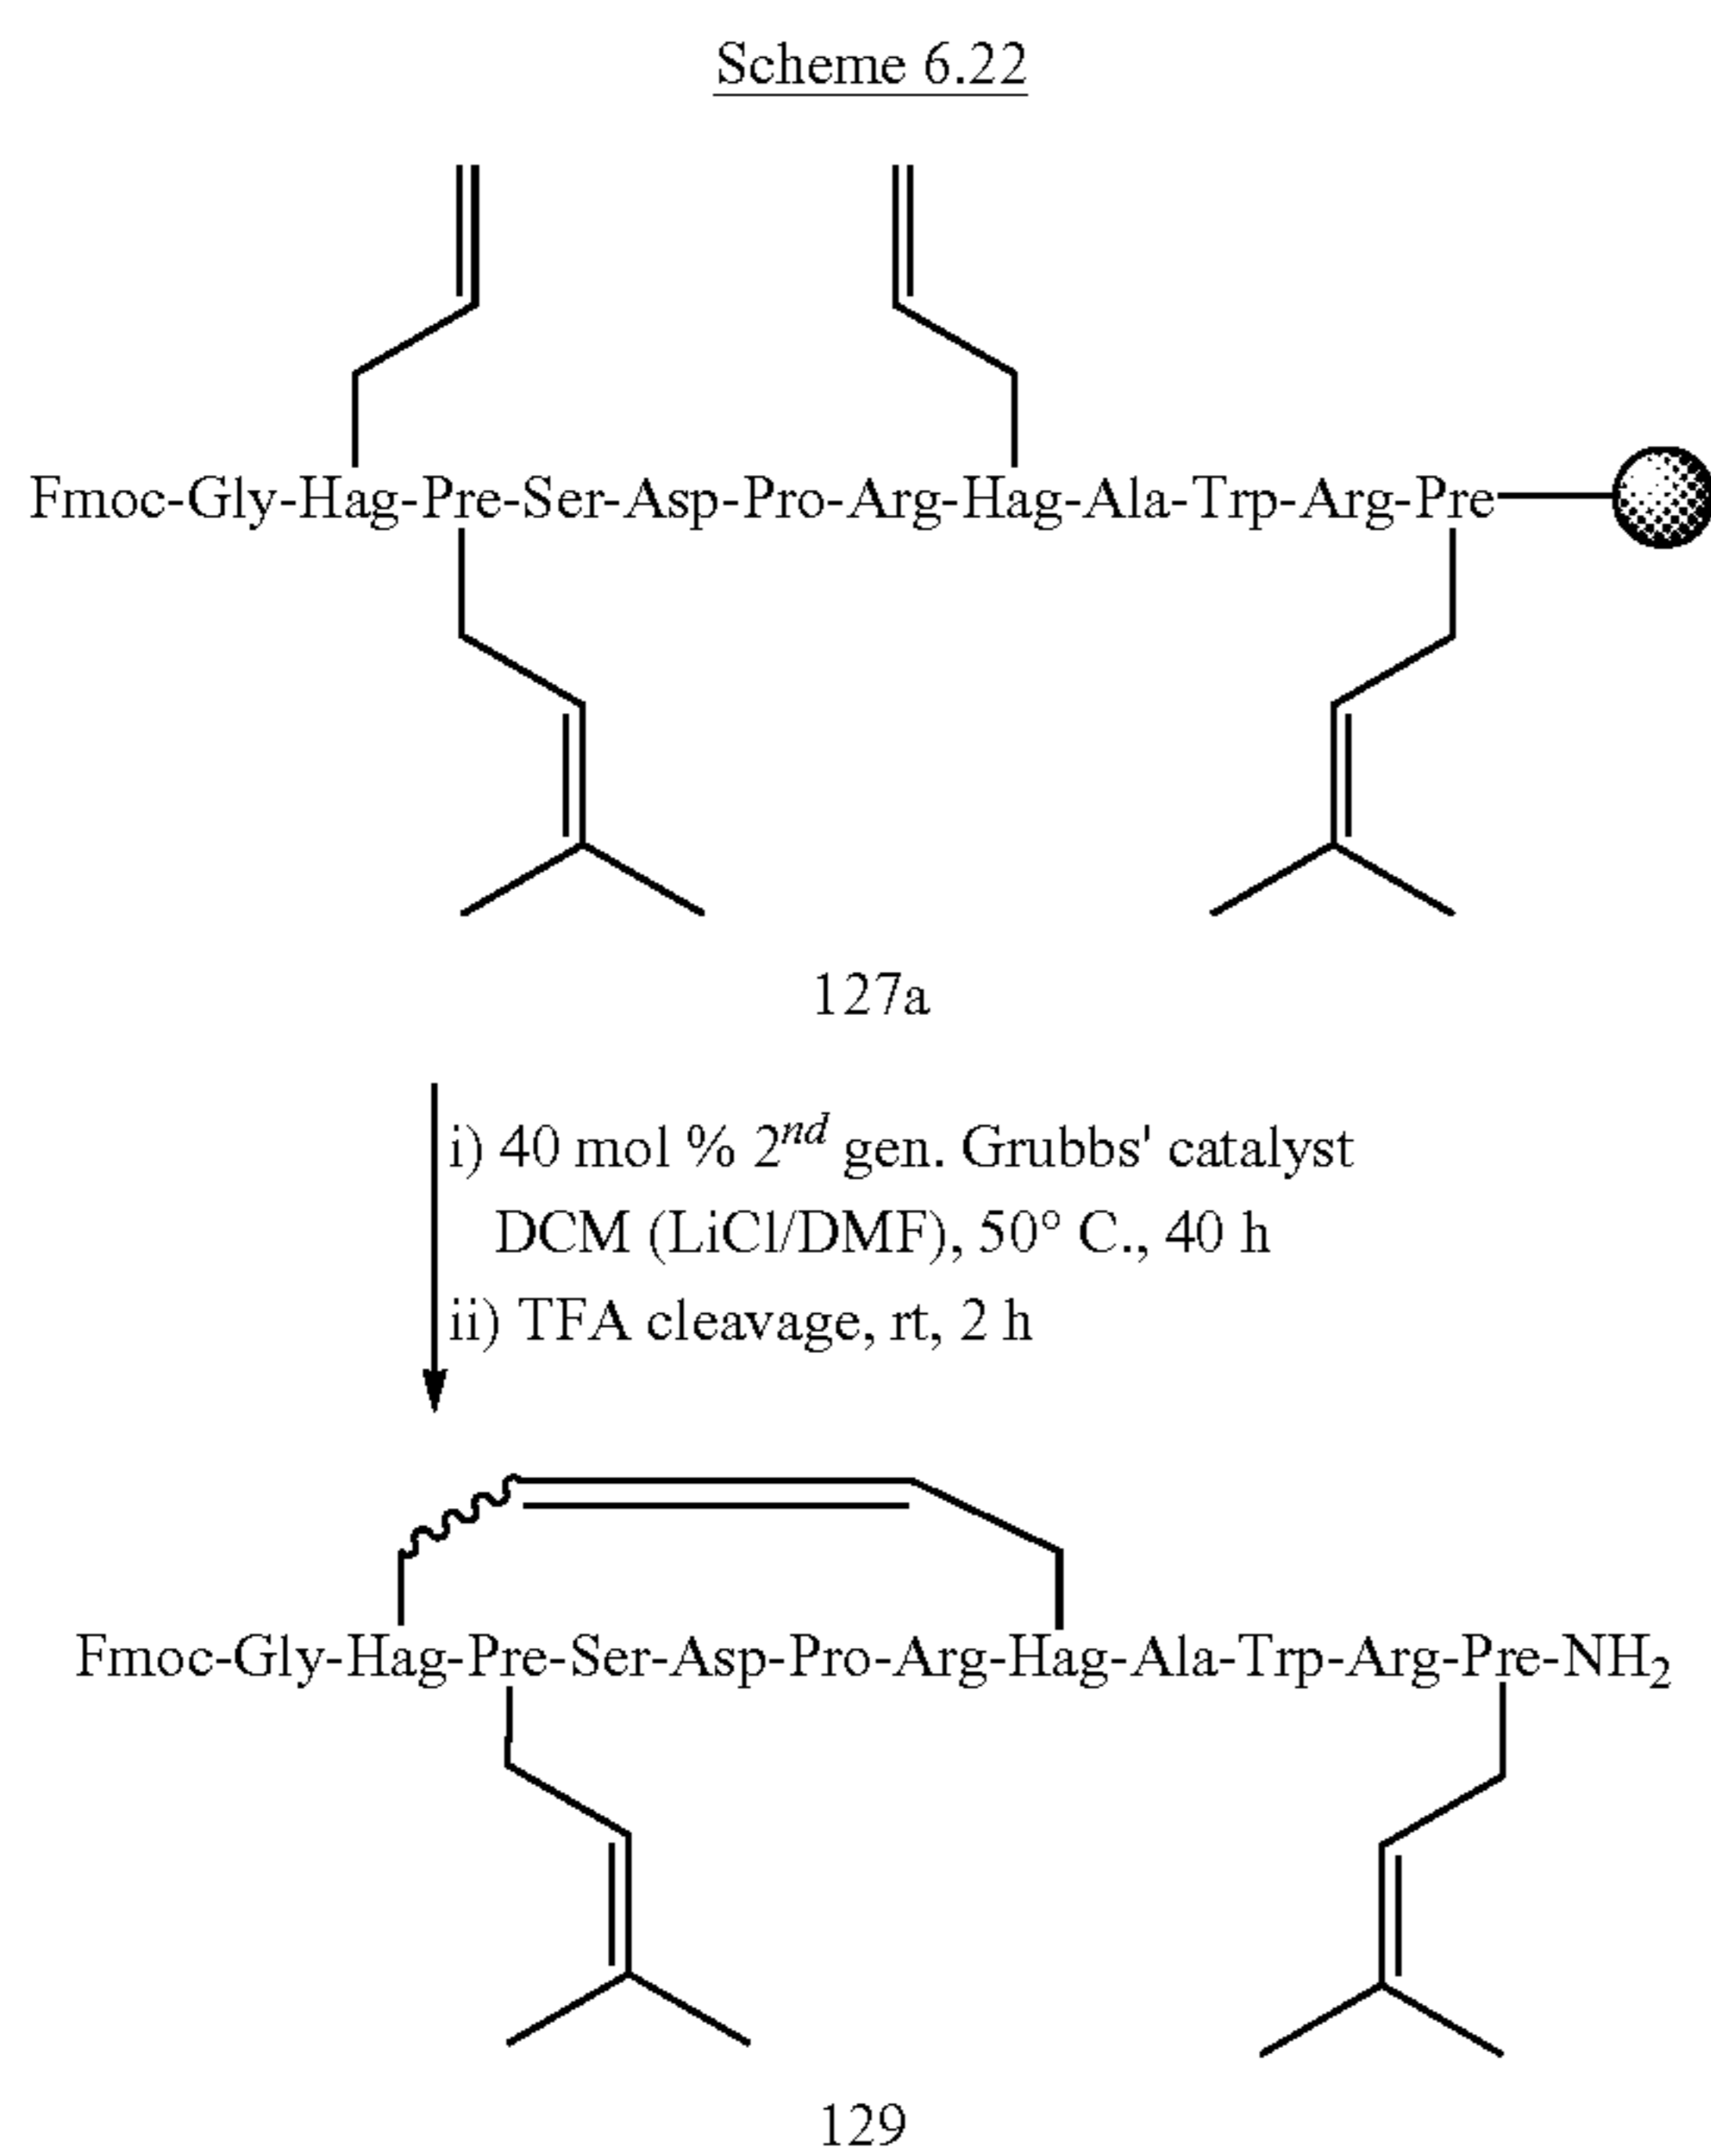 Scheme 6.22
Fmoc-Gly-Hag-Pre-Ser-Asp-Pro-Arg-Hag-Ala-Trp-Arg-Pre
127a
i) 40 mol % 2nd gen. Grubbs' catalyst
DCM (LiCl/DMF), 50° C., 40 h
ii) TFA cleavage, rt, 2 h
Fmoc-Gly-Hag-Pre-Ser-Asp-Pro-Arg-Hag-Ala-Trp-Arg-Pre-NH2
129